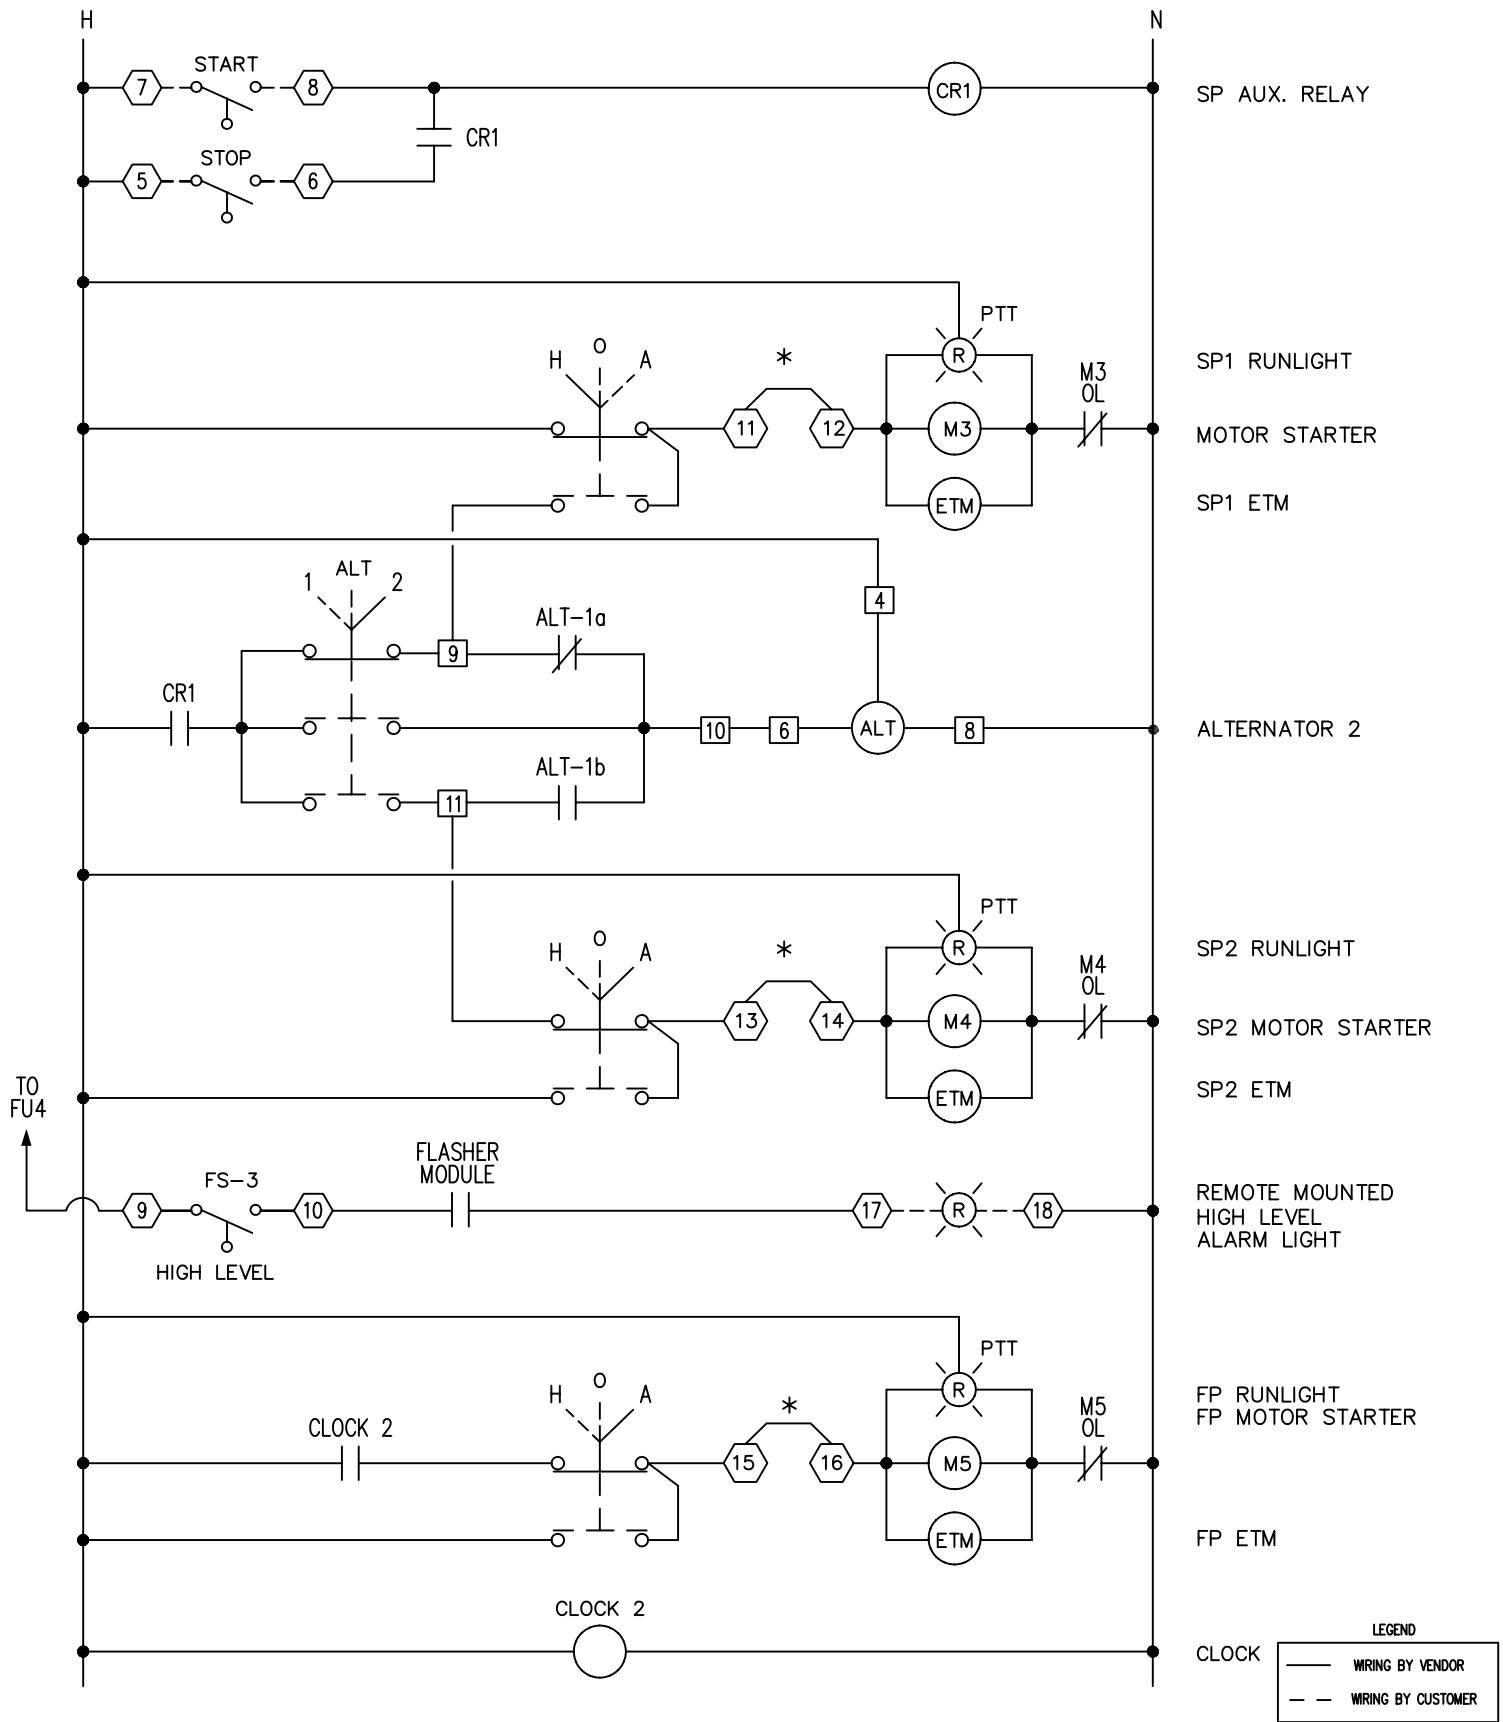 H
N
START
7
8
CR1
SP AUX. RELAY
CR1
STOP
5
6
PTT
R
SP1 RUNLIGHT
H O A
*
M3
OL
11
12
M3
MOTOR STARTER
ETM
SP1 ETM
1 ALT 2
4
ALT-1a
9
CR1
10
6
ALT
8
ALTERNATOR 2
ALT-1b
11
PTT
R
SP2 RUNLIGHT
H O A
*
M4
OL
13
14
M4
SP2 MOTOR STARTER
ETM
SP2 ETM
TO
FU4
FLASHER
MODULE
FS-3
9
10
17
R
18
REMOTE MOUNTED
HIGH LEVEL
ALARM LIGHT
HIGH LEVEL
PTT
R
FP RUNLIGHT
FP MOTOR STARTER
H O A
*
M5
OL
CLOCK 2
15
16
M5
ETM
FP ETM
CLOCK 2
CLOCK
LEGEND
WIRING BY VENDOR
WIRING BY CUSTOMER